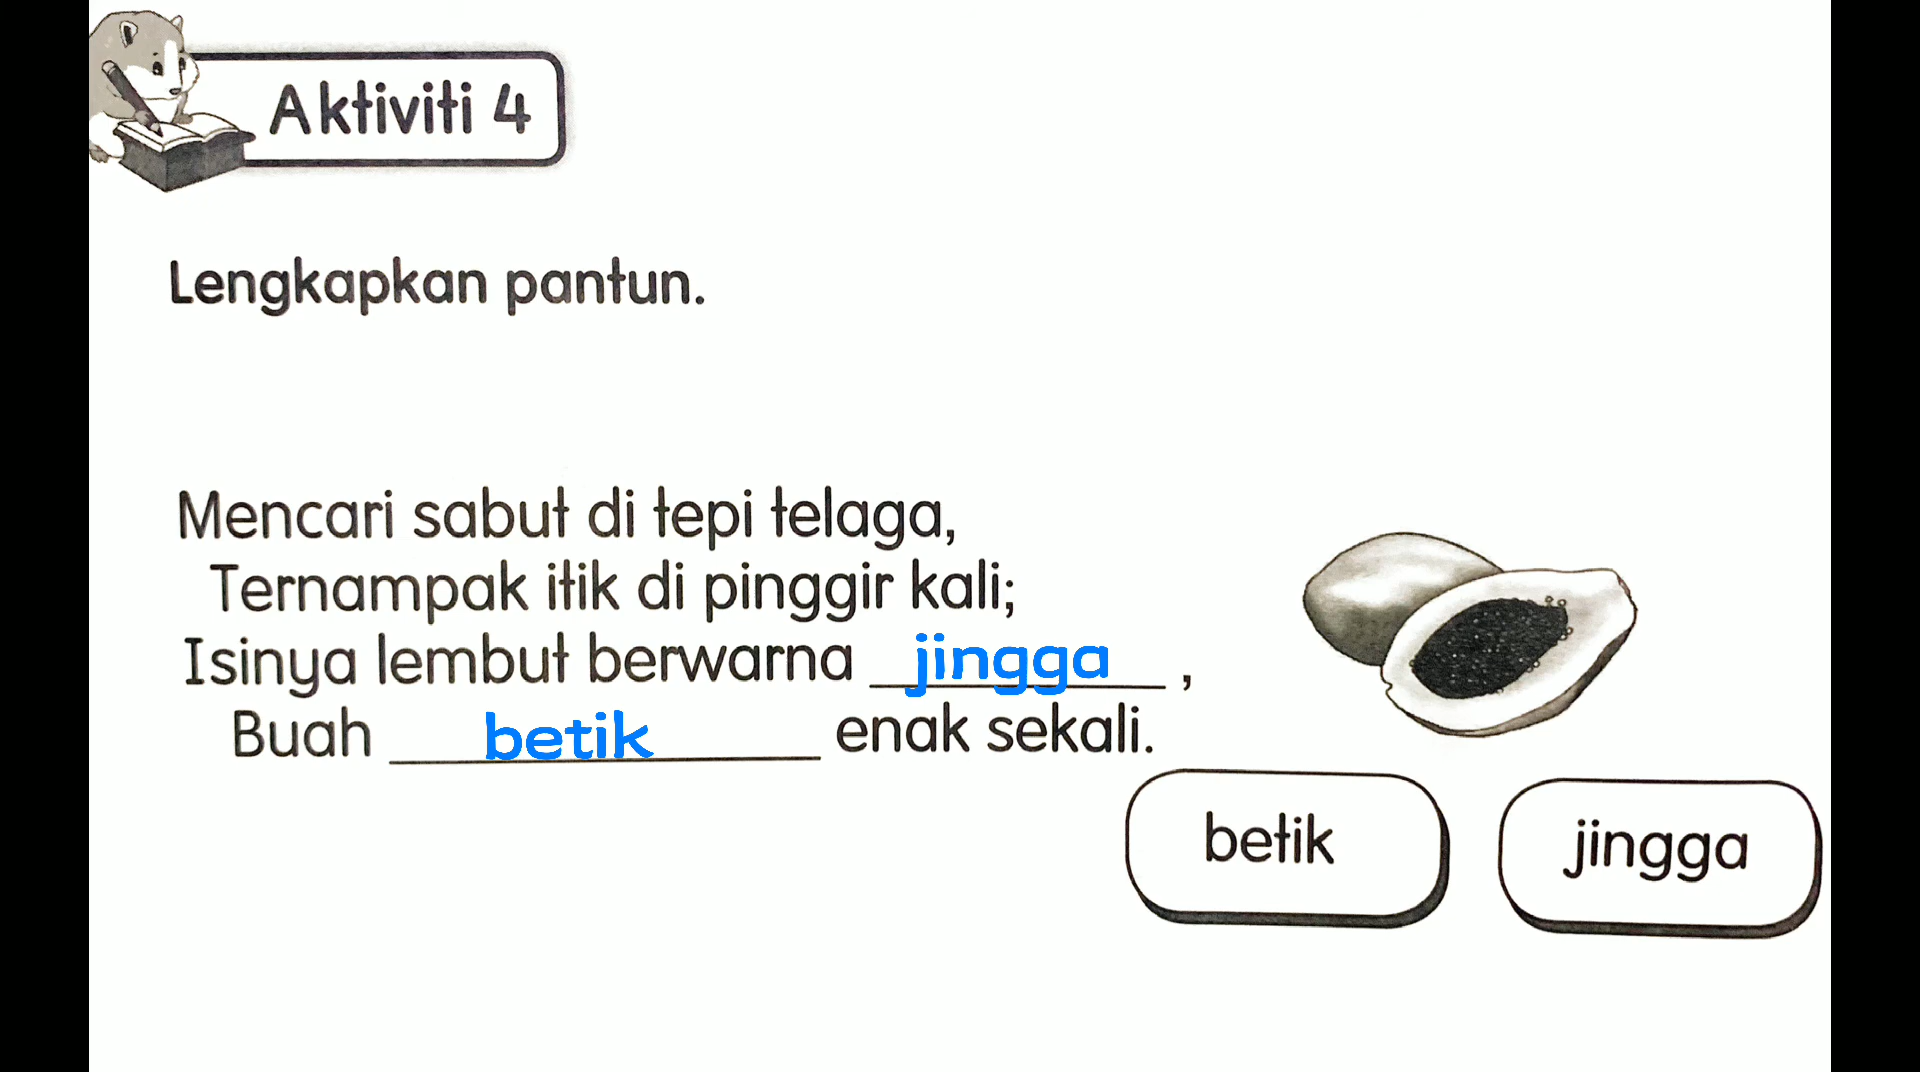 Aktiviti 4
Lengkapkan pantun.
Mencari sabut di tepi telaga,
Ternampak itik di pinggir kali;
Isinya lembut berwarna jingga ,
Buah betik enak sekali.
betik
jingga